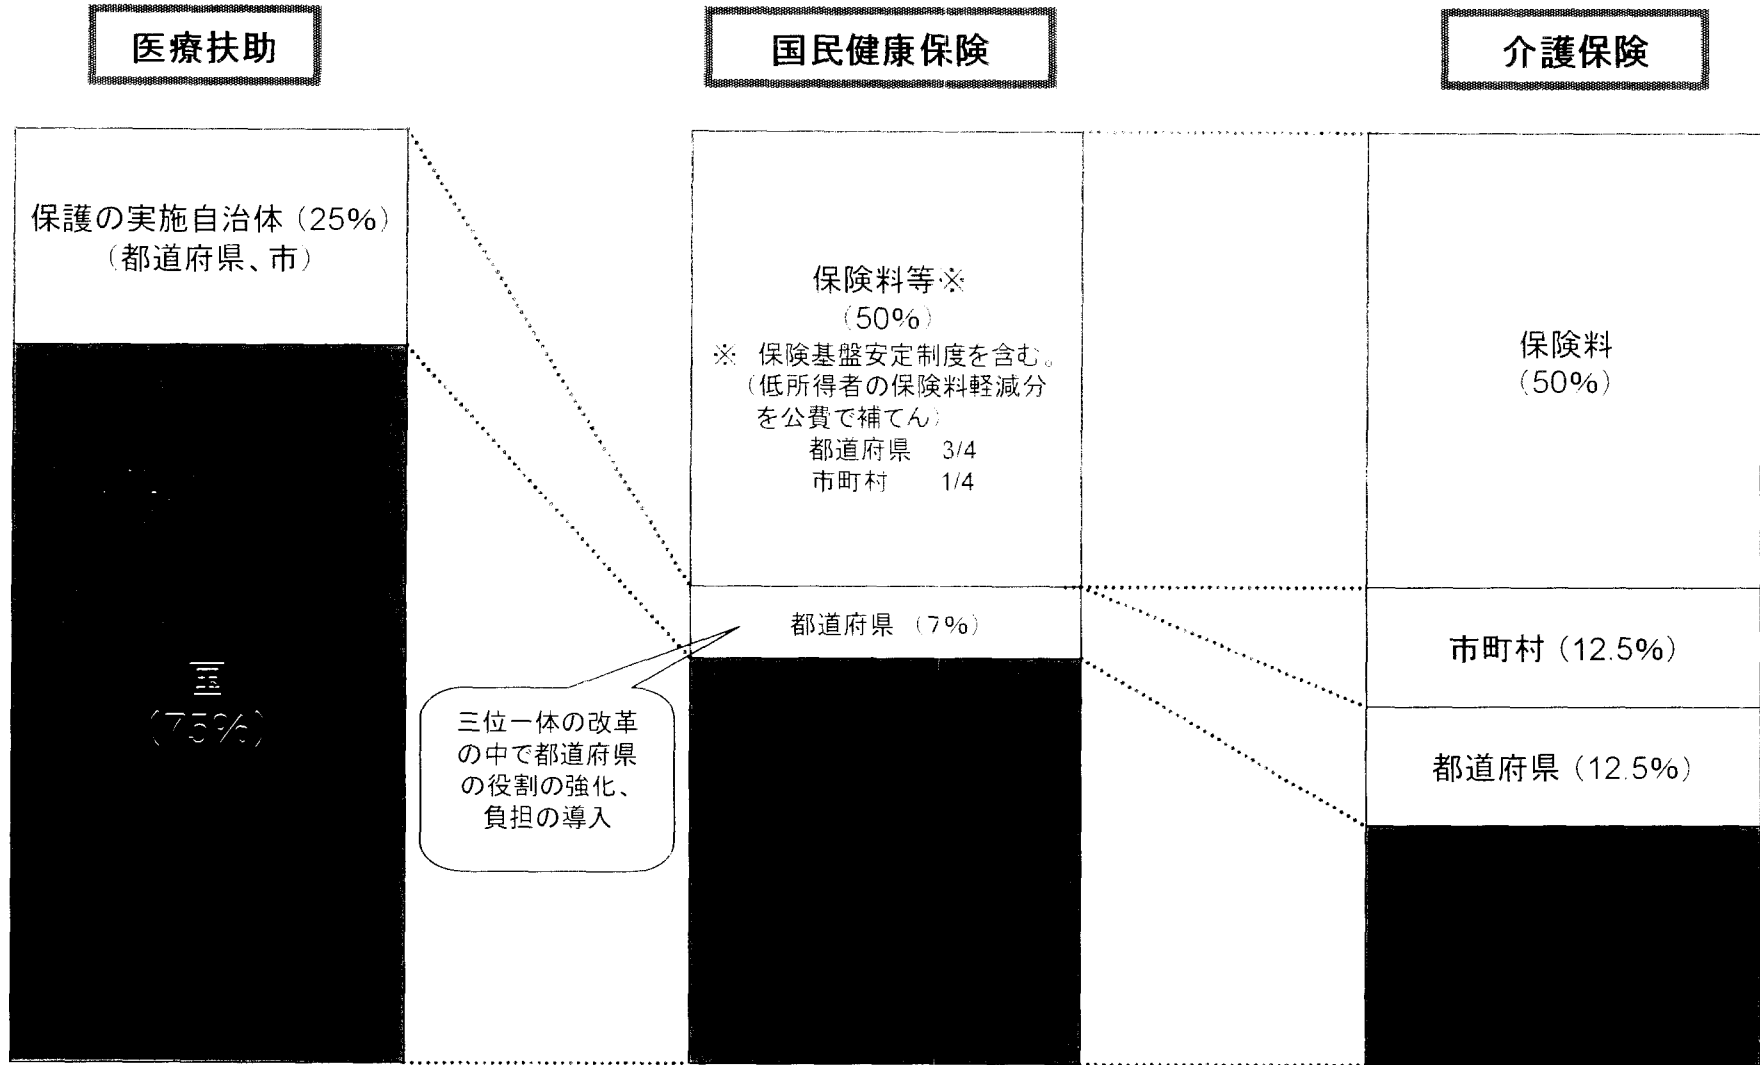 医療扶助
保護の実施自治体（25%）
（都道府県、市）
国
（75%）
国民健康保険
保険料等※
（50%）
※ 保険基盤安定制度を含む。
（低所得者の保険料軽減分
を公費で補てん）
都道府県 3/4
市町村 1/4
都道府県 （7%）
三位一体の改革
の中で都道府県
の役割の強化、
負担の導入
介護保険
保険料
（50%）
市町村（12.5%）
都道府県（12.5%）